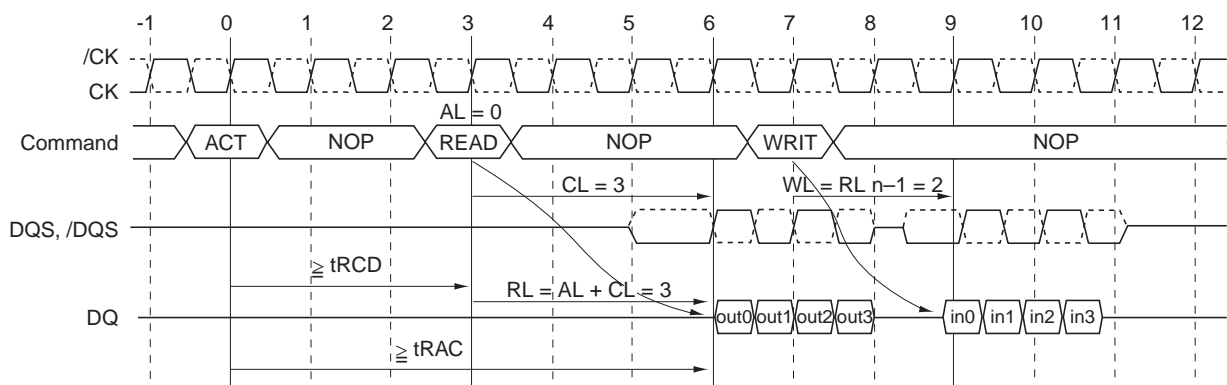 -1 0 1 2 3 4 5 6 7 8 9 10 11 12
/CK
CK
AL = 0
Command ACT NOP READ NOP WRIT NOP
CL = 3 WL = RL n–1 = 2
DQS, /DQS
≧ tRCD
RL = AL + CL = 3
DQ out0 out1 out2 out3 in0 in1 in2 in3
≧ tRAC